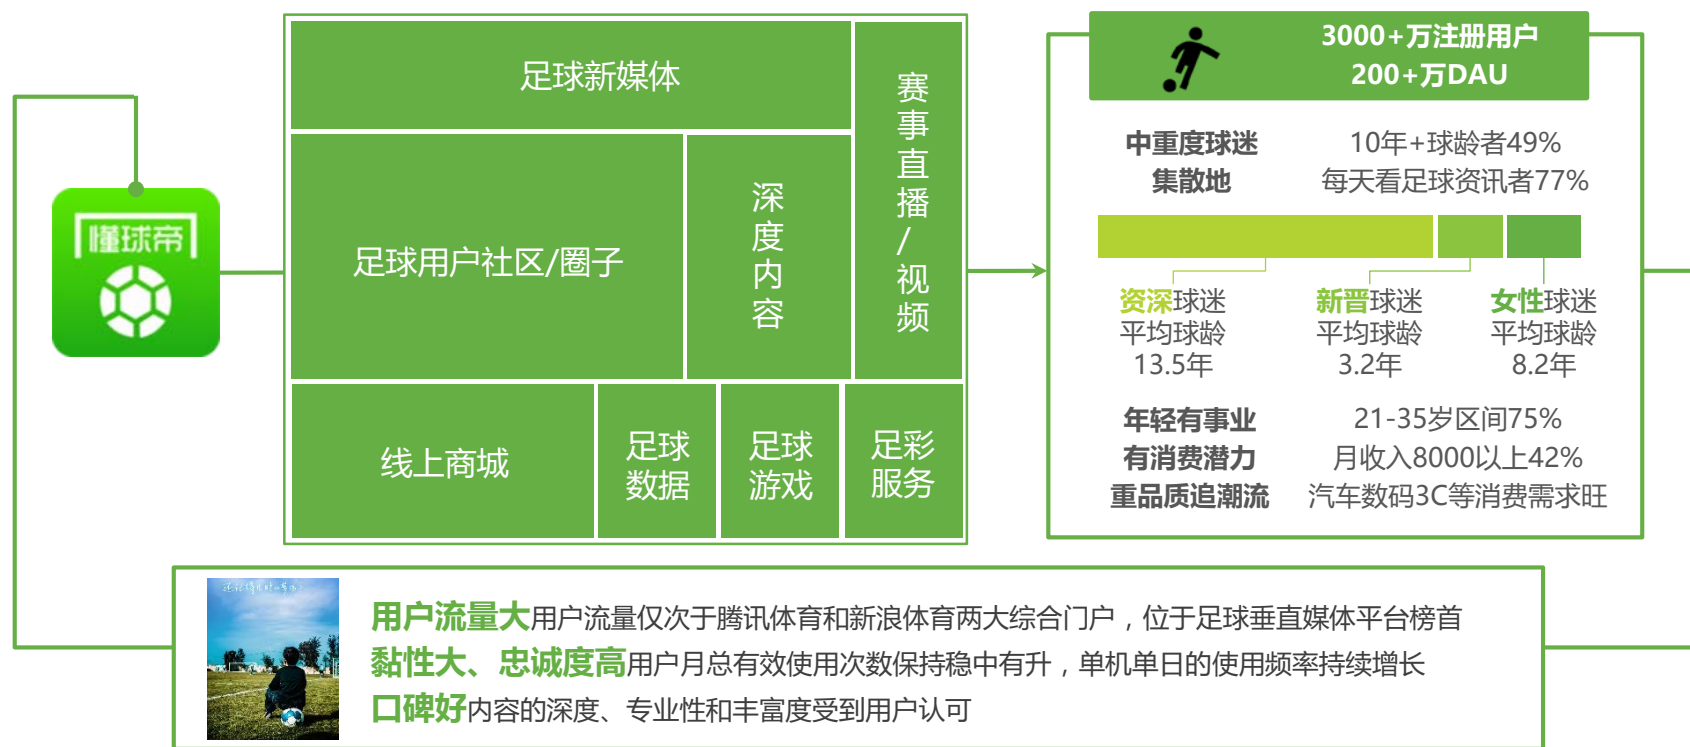 懂球帝
足球新媒体
赛事直播/视频
足球用户社区/圈子
深度内容
线上商城
足球
数据
足球
游戏
足彩
服务
3000+万注册用户
200+万DAU
中重度球迷
集散地
10年+球龄者49%
每天看足球资讯者77%
资深球迷
平均球龄
13.5年
新晋球迷
平均球龄
3.2年
女性球迷
平均球龄
8.2年
年轻有事业
21-35岁区间75%
有消费潜力
月收入8000以上42%
重品质追潮流
汽车数码3C等消费需求旺
用户流量大用户流量仅次于腾讯体育和新浪体育两大综合门户，位于足球垂直媒体平台榜首
黏性大、忠诚度高用户月总有效使用次数保持稳中有升，单机单日的使用频率持续增长
口碑好内容的深度、专业性和丰富度受到用户认可